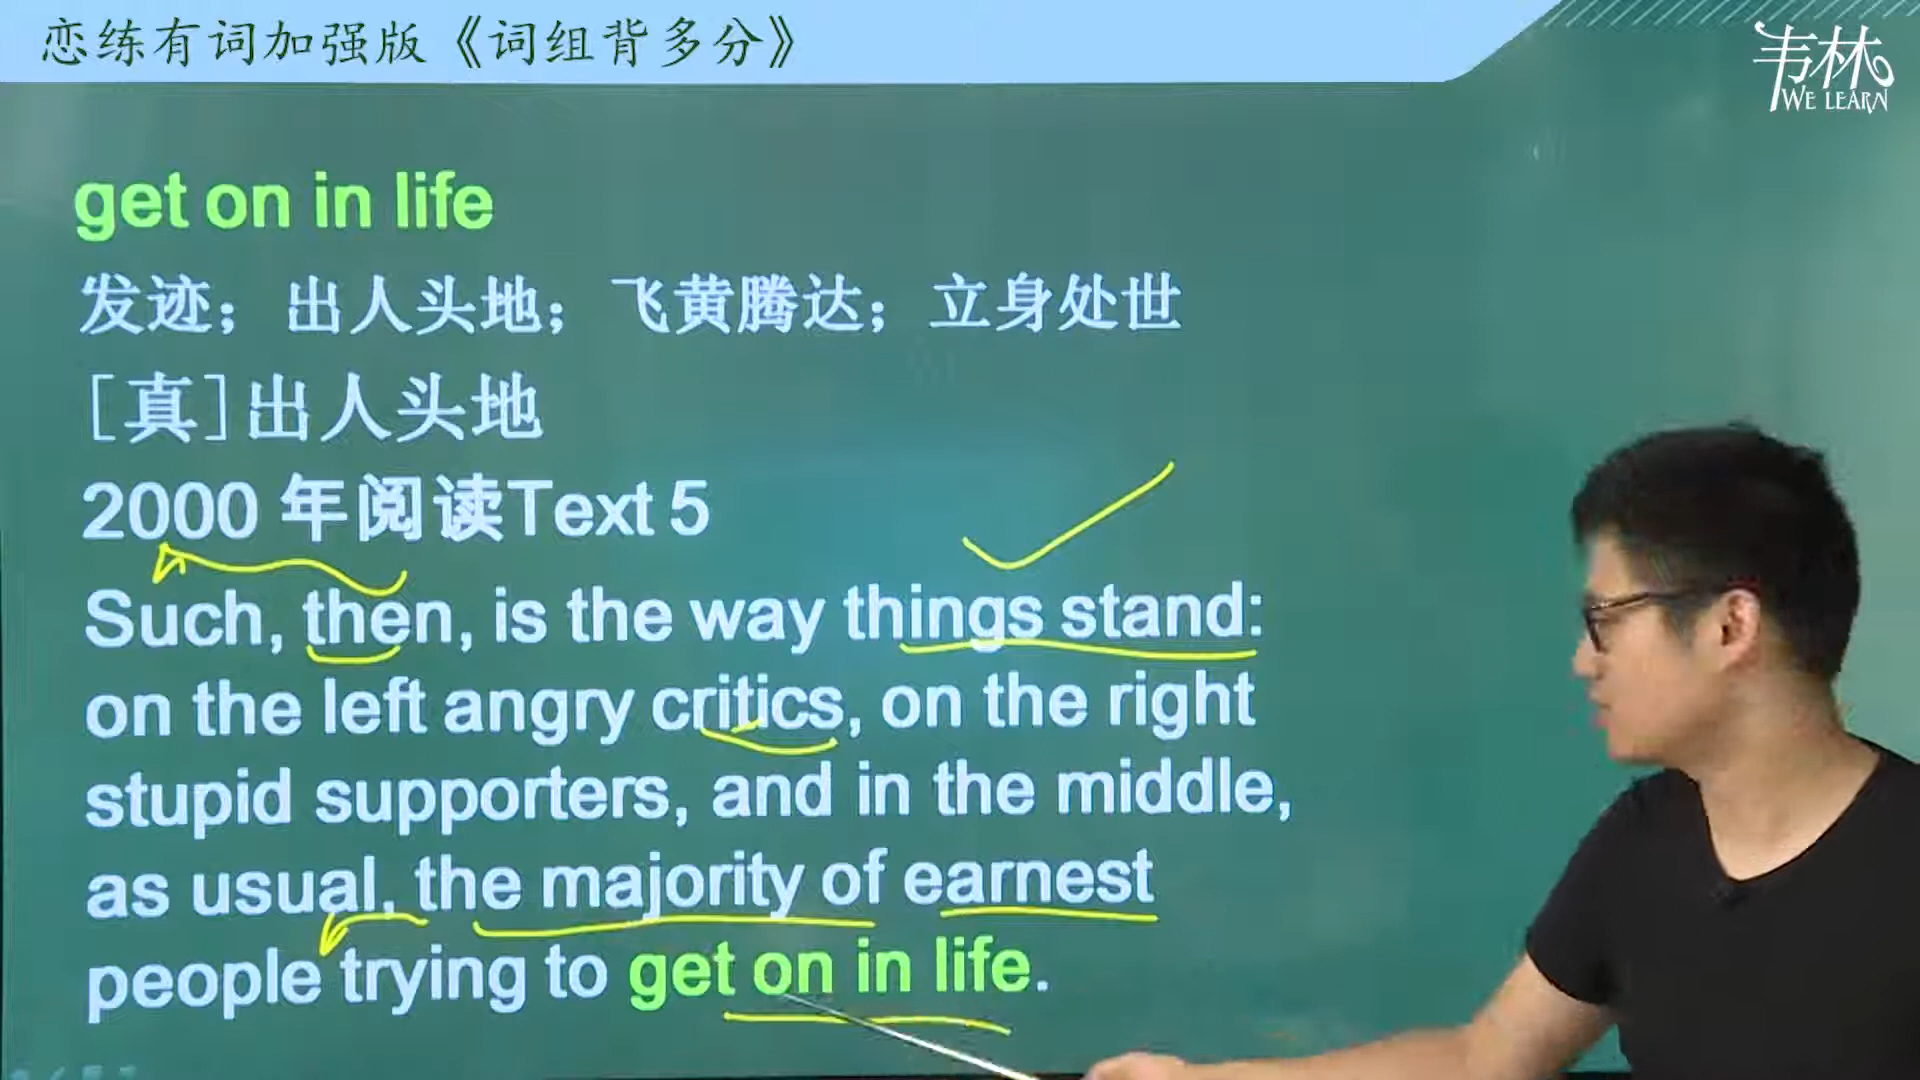 恋练有词加强版《词组背多分》
韦林
WE LEARN
get on in life
发迹；出人头地；飞黄腾达；立身处世
[真]出人头地
2000年阅读Text 5
Such, then, is the way things stand:
on the left angry critics, on the right
stupid supporters, and in the middle,
as usual, the majority of earnest
people trying to get on in life.